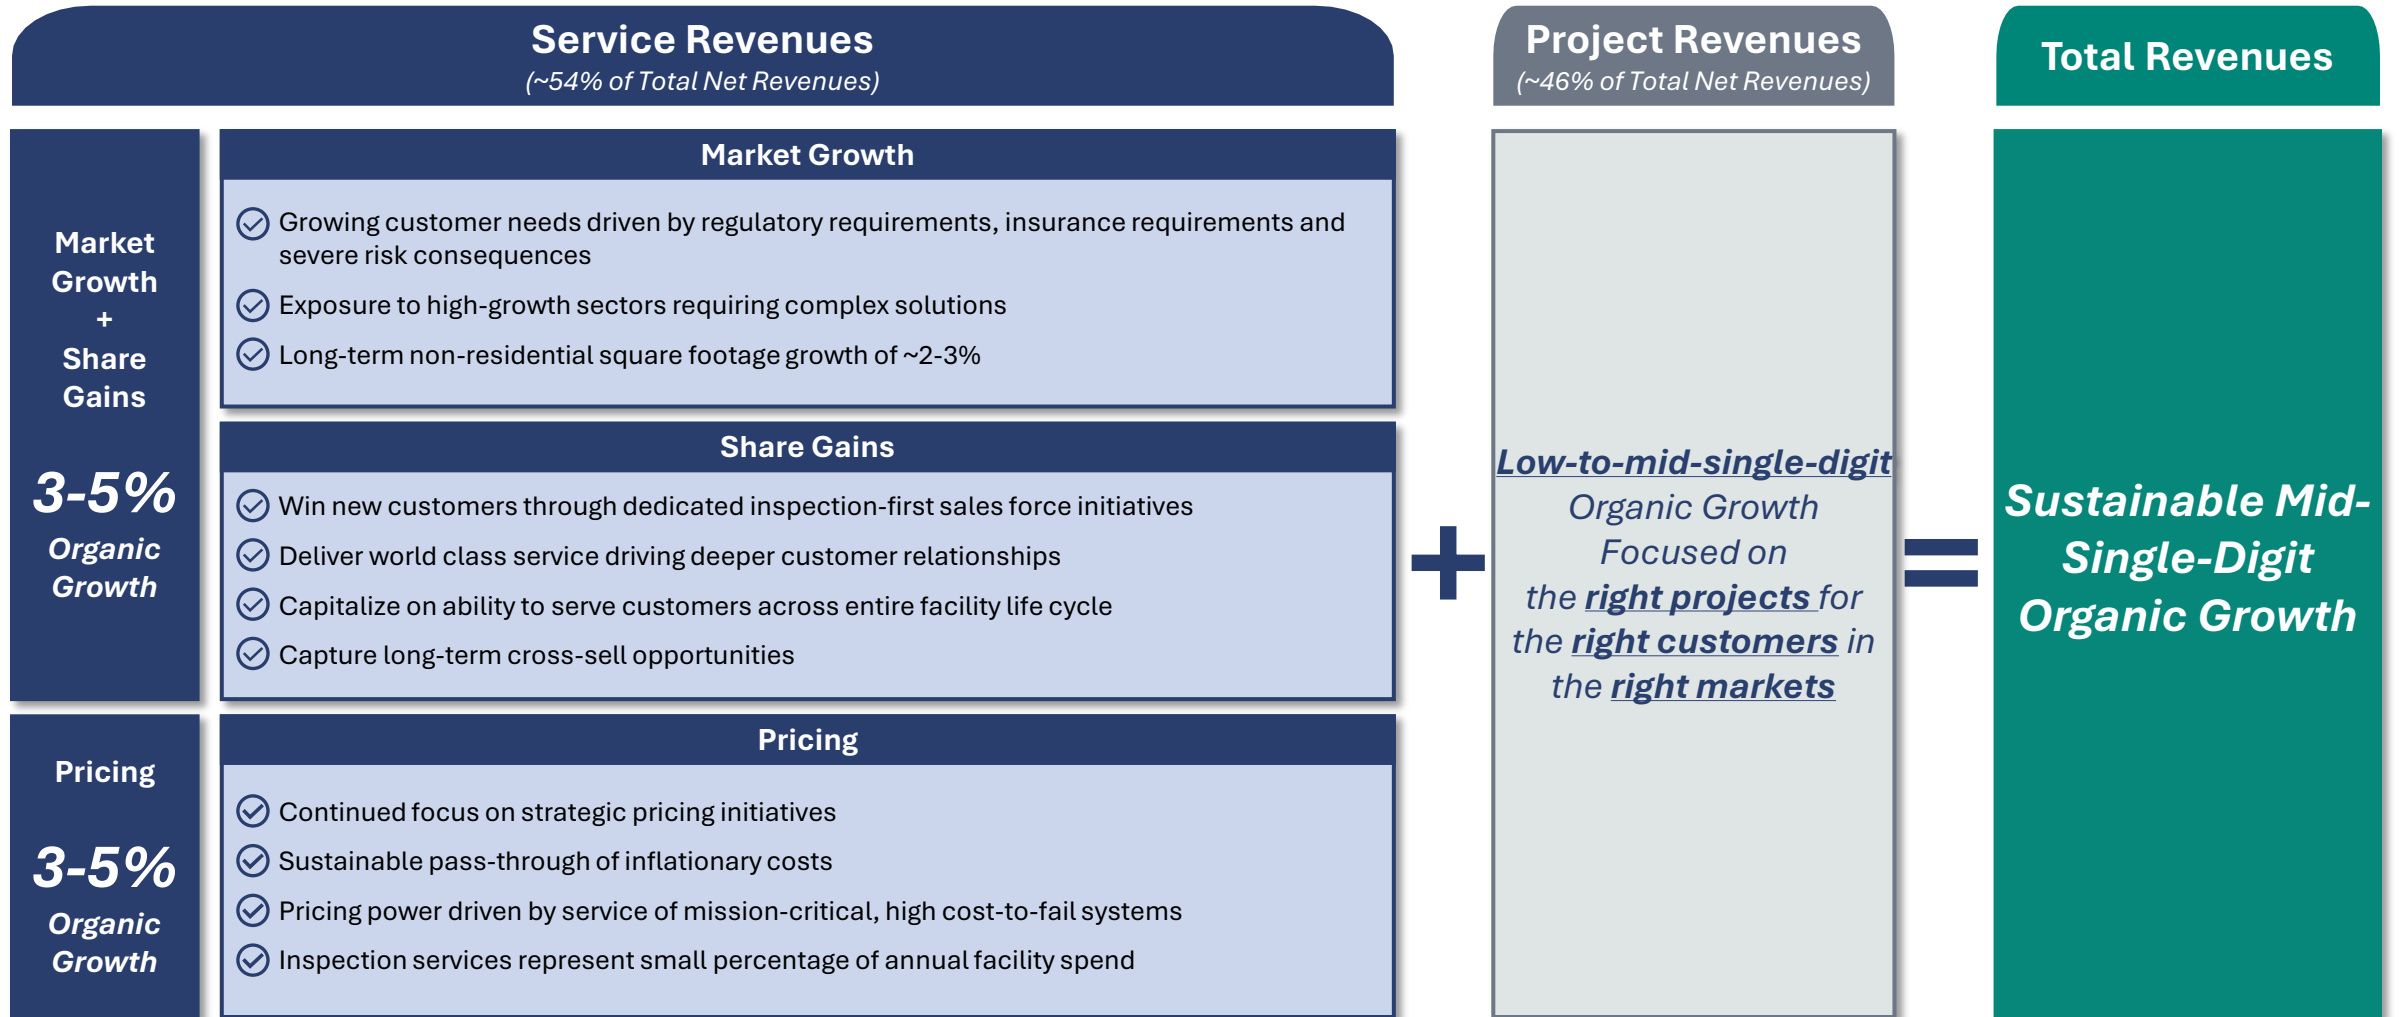 Service Revenues
(~54% of Total Net Revenues)
Project Revenues
(~46% of Total Net Revenues)
Total Revenues
Market
Growth
+
Share
Gains
3-5%
Organic
Growth
Market Growth
Growing customer needs driven by regulatory requirements, insurance requirements and
severe risk consequences
Exposure to high-growth sectors requiring complex solutions
Long-term non-residential square footage growth of ~2-3%
Share Gains
Win new customers through dedicated inspection-first sales force initiatives
Deliver world class service driving deeper customer relationships
Capitalize on ability to serve customers across entire facility life cycle
Capture long-term cross-sell opportunities
Pricing
3-5%
Organic
Growth
Pricing
Continued focus on strategic pricing initiatives
Sustainable pass-through of inflationary costs
Pricing power driven by service of mission-critical, high cost-to-fail systems
Inspection services represent small percentage of annual facility spend
+
Low-to-mid-single-digit
Organic Growth
Focused on
the right projects for
the right customers in
the right markets
=
Sustainable Mid-
Single-Digit
Organic Growth